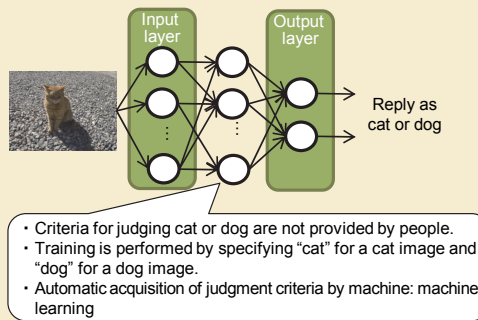 Input
layer
Output
layer
Reply as
cat or dog
・Criteria for judging cat or dog are not provided by people.
・Training is performed by specifying “cat” for a cat image and
“dog” for a dog image.
・Automatic acquisition of judgment criteria by machine: machine
learning